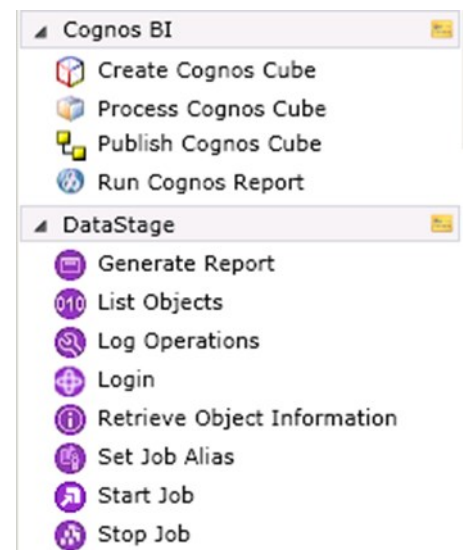 Cognos BI
Create Cognos Cube
Process Cognos Cube
Publish Cognos Cube
Run Cognos Report
DataStage
Generate Report
010 List Objects
Log Operations
Login
Retrieve Object Information
Set Job Alias
Start Job
Stop Job